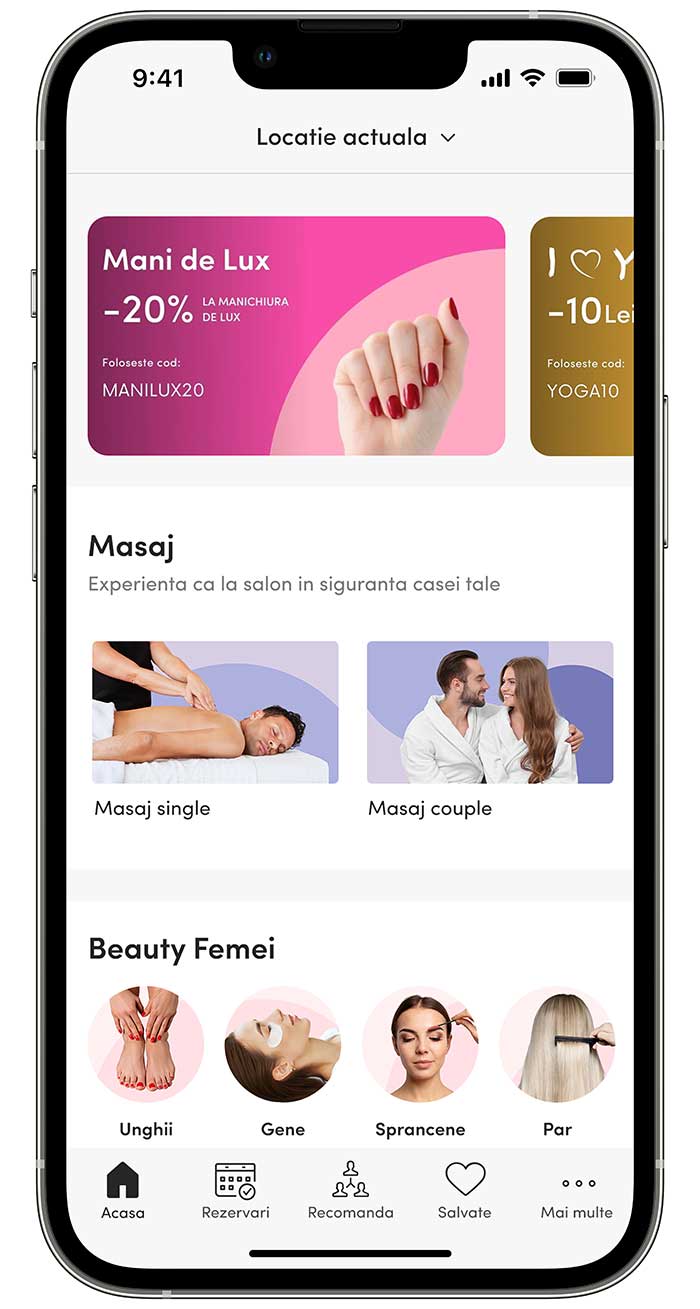 9:41
Locatie actuala
Mani de Lux
-20% LA MANICHIURA
DE LUX
Foloseste cod:
MANILUX20
I ♡ Y
-10Lei
Foloseste cod:
YOGA10
Masaj
Experienta ca la salon in siguranta casei tale
Masaj single
Masaj couple
Beauty Femei
Unghii
Gene
Sprancene
Par
Acasa
Rezervari
Recomanda
Salvate
Mai multe